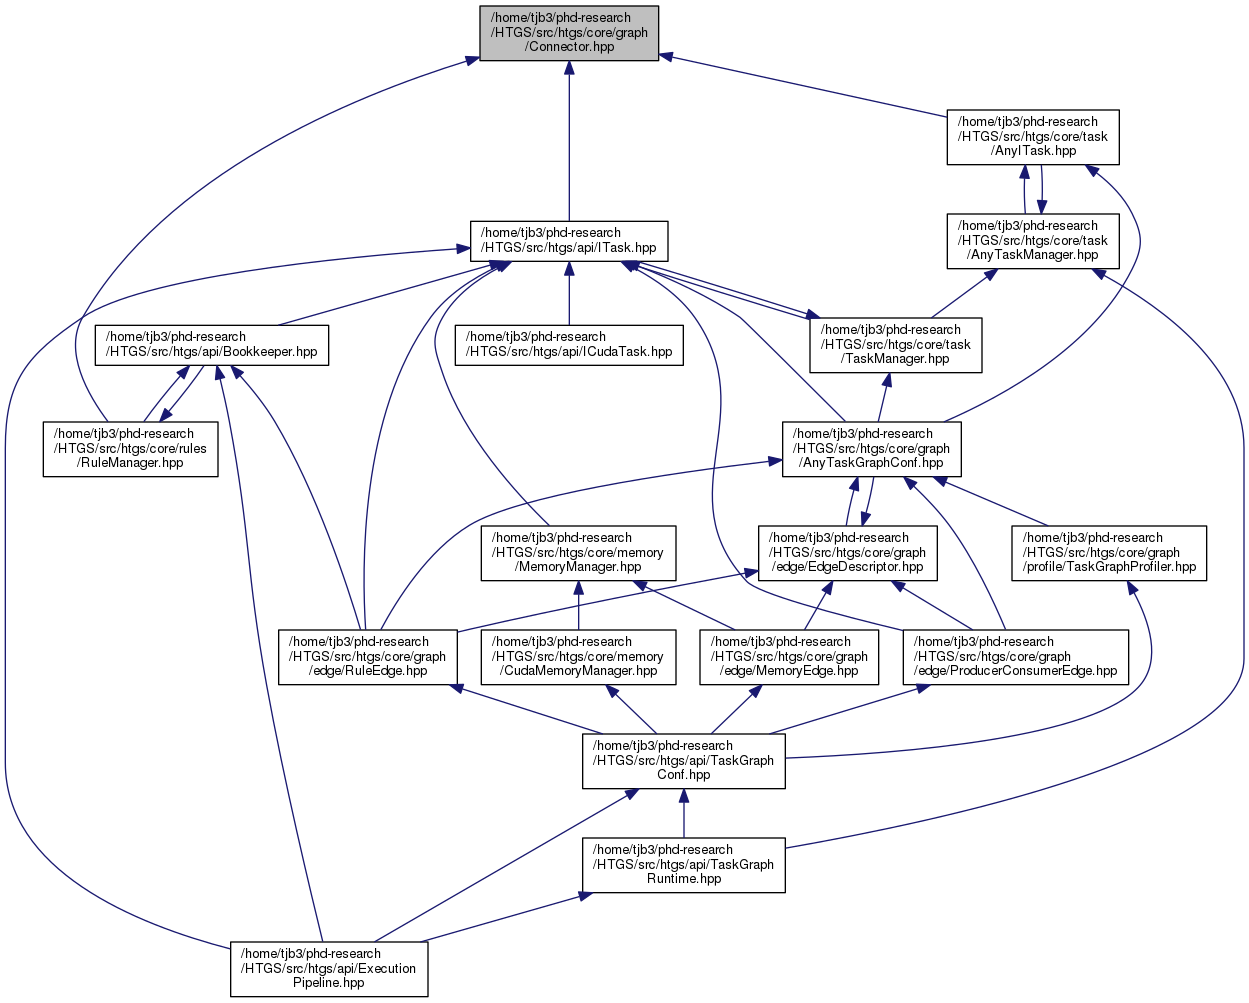 /home/tjb3/phd-research
/HTGS/src/htgs/core/graph
/Connector.hpp
/home/tjb3/phd-research
/HTGS/src/htgs/core/task
/AnyITask.hpp
/home/tjb3/phd-research
/HTGS/src/htgs/api/ITask.hpp
/home/tjb3/phd-research
/HTGS/src/htgs/core/task
/AnyTaskManager.hpp
/home/tjb3/phd-research
/HTGS/src/htgs/api/Bookkeeper.hpp
/home/tjb3/phd-research
/HTGS/src/htgs/api/ICudaTask.hpp
/home/tjb3/phd-research
/HTGS/src/htgs/core/task
/TaskManager.hpp
/home/tjb3/phd-research
/HTGS/src/htgs/core/rules
/RuleManager.hpp
/home/tjb3/phd-research
/HTGS/src/htgs/core/graph
/AnyTaskGraphConf.hpp
/home/tjb3/phd-research
/HTGS/src/htgs/core/memory
/MemoryManager.hpp
/home/tjb3/phd-research
/HTGS/src/htgs/core/graph
/edge/EdgeDescriptor.hpp
/home/tjb3/phd-research
/HTGS/src/htgs/core/graph
/profile/TaskGraphProfiler.hpp
/home/tjb3/phd-research
/HTGS/src/htgs/core/graph
/edge/RuleEdge.hpp
/home/tjb3/phd-research
/HTGS/src/htgs/core/memory
/CudaMemoryManager.hpp
/home/tjb3/phd-research
/HTGS/src/htgs/core/graph
/edge/MemoryEdge.hpp
/home/tjb3/phd-research
/HTGS/src/htgs/core/graph
/edge/ProducerConsumerEdge.hpp
/home/tjb3/phd-research
/HTGS/src/htgs/api/TaskGraph
Conf.hpp
/home/tjb3/phd-research
/HTGS/src/htgs/api/TaskGraph
Runtime.hpp
/home/tjb3/phd-research
/HTGS/src/htgs/api/Execution
Pipeline.hpp